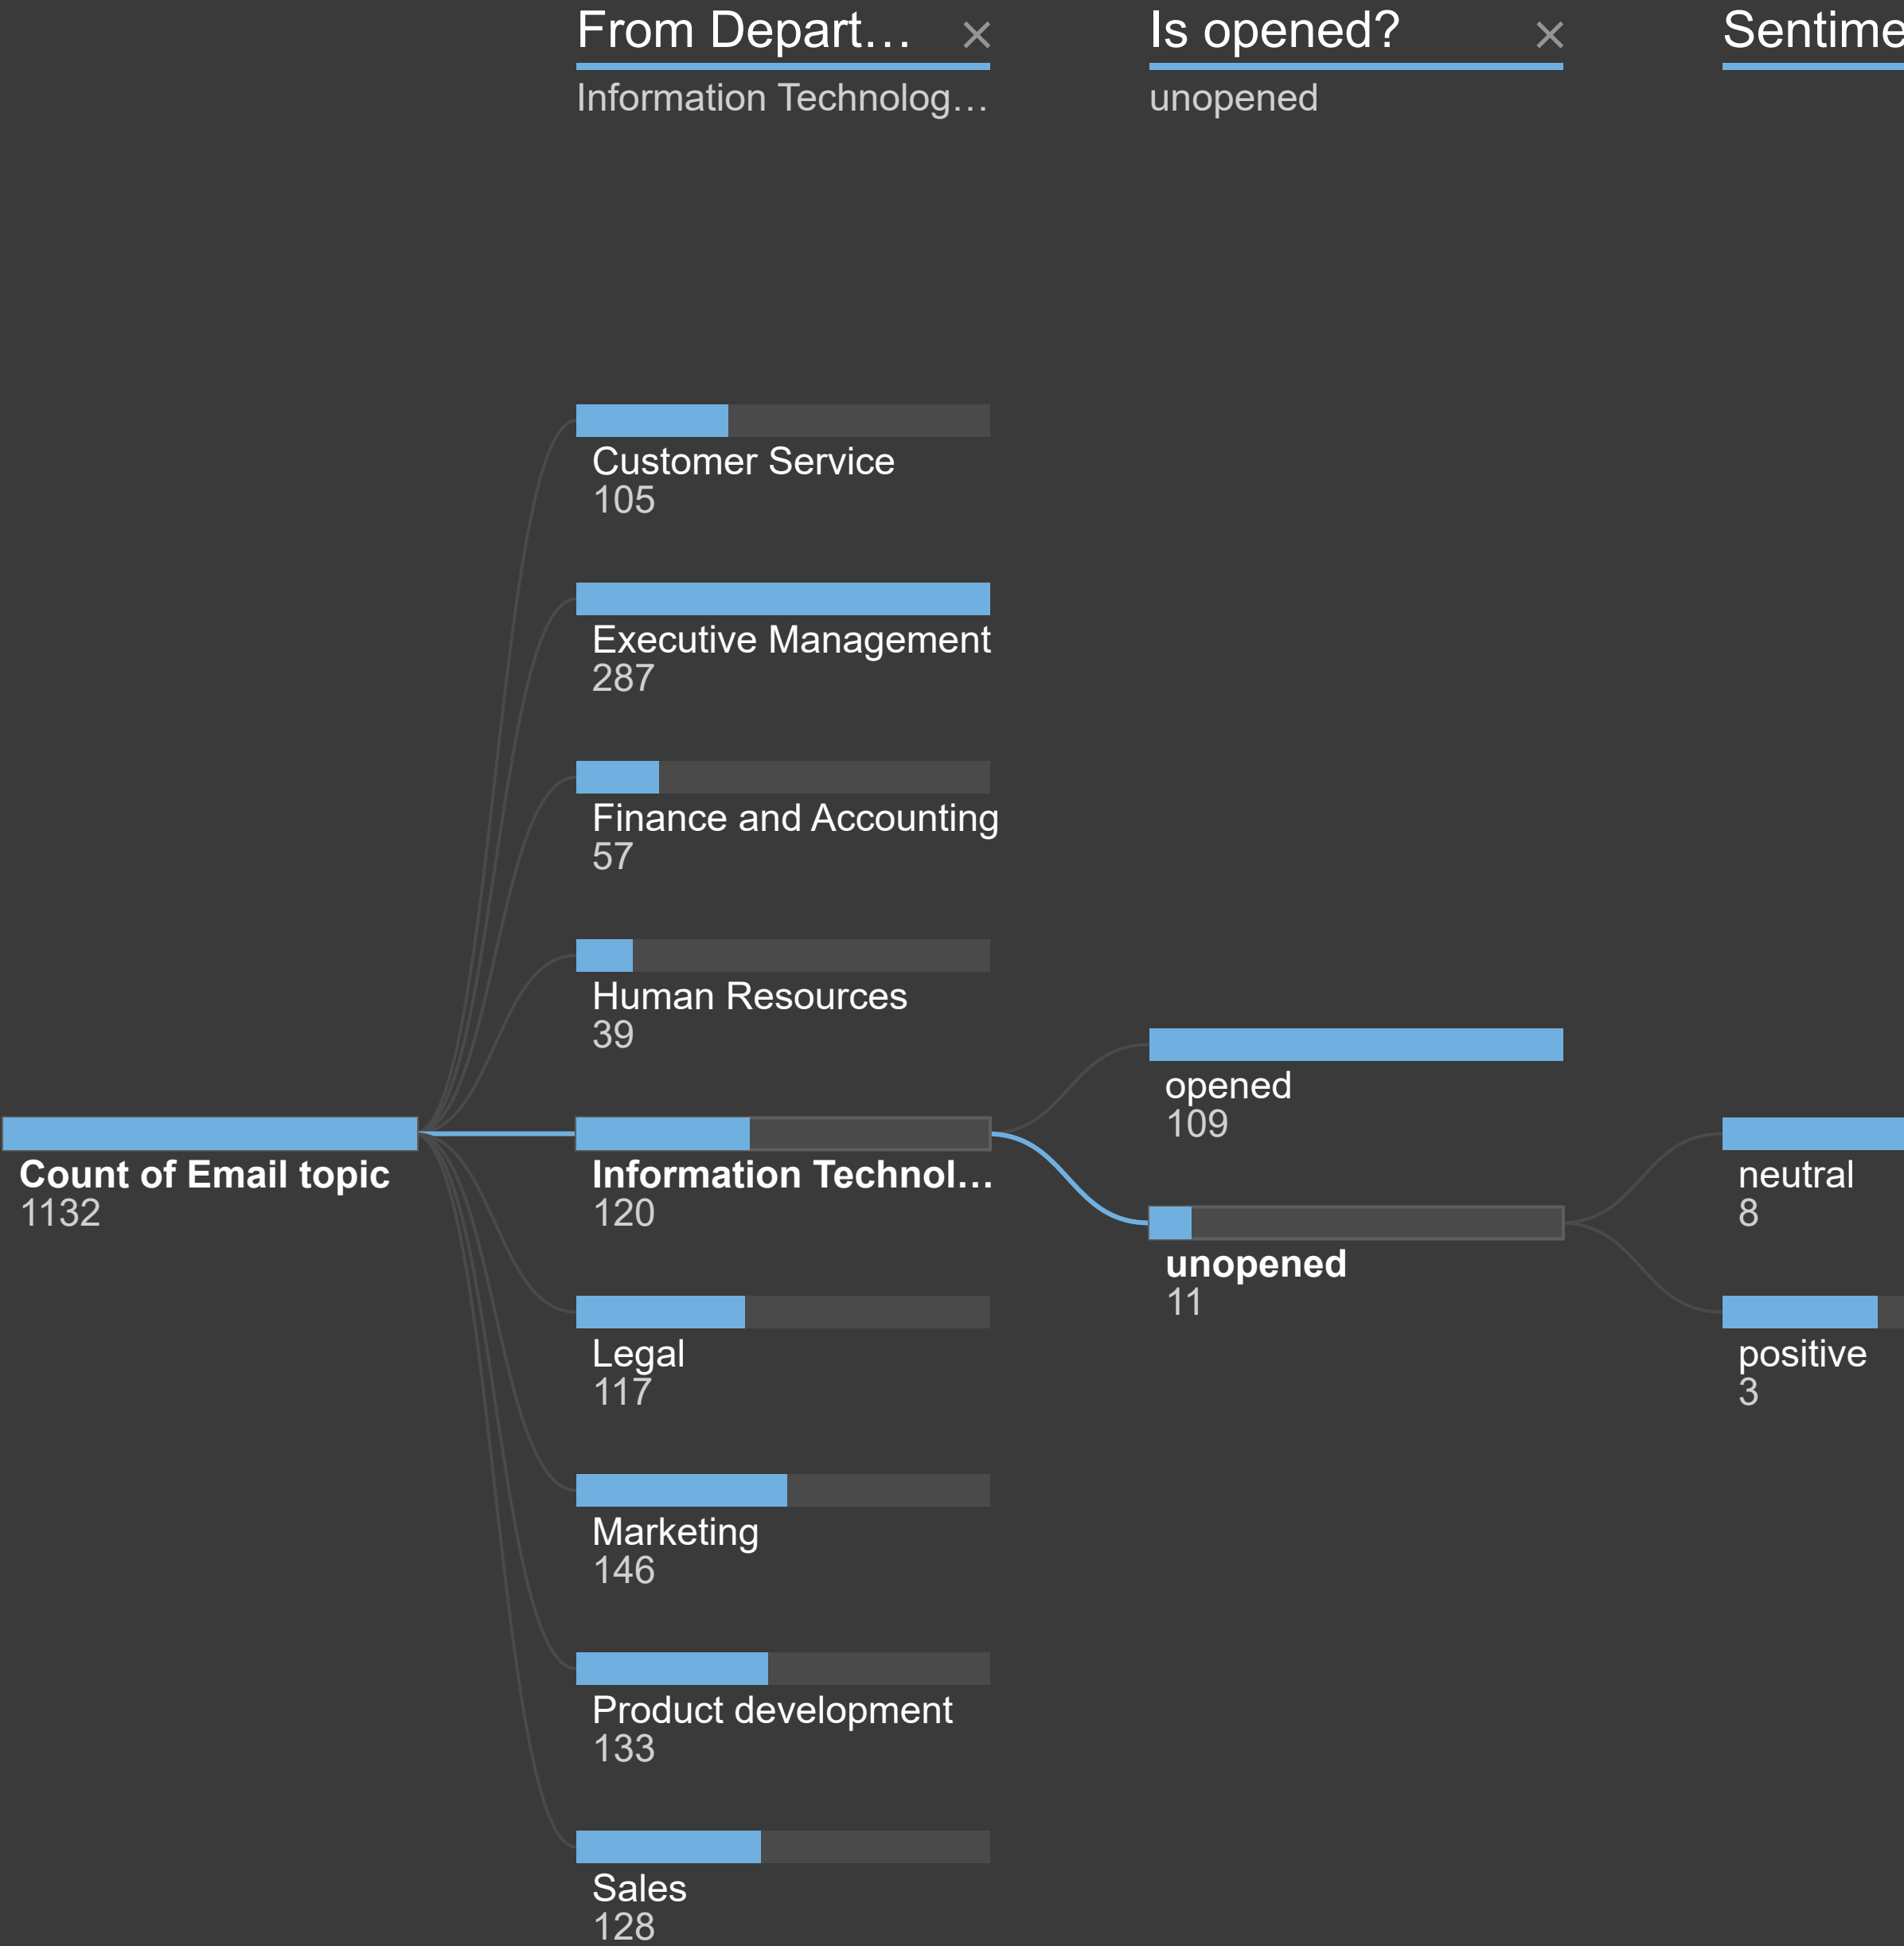 From Depart…
Is opened?
Sentime
Information Technolog…
unopened
Customer Service
105
Executive Management
287
Finance and Accounting
57
Human Resources
39
opened
109
Count of Email topic
1132
Information Technol…
120
neutral
8
unopened
11
Legal
117
positive
3
Marketing
146
Product development
133
Sales
128